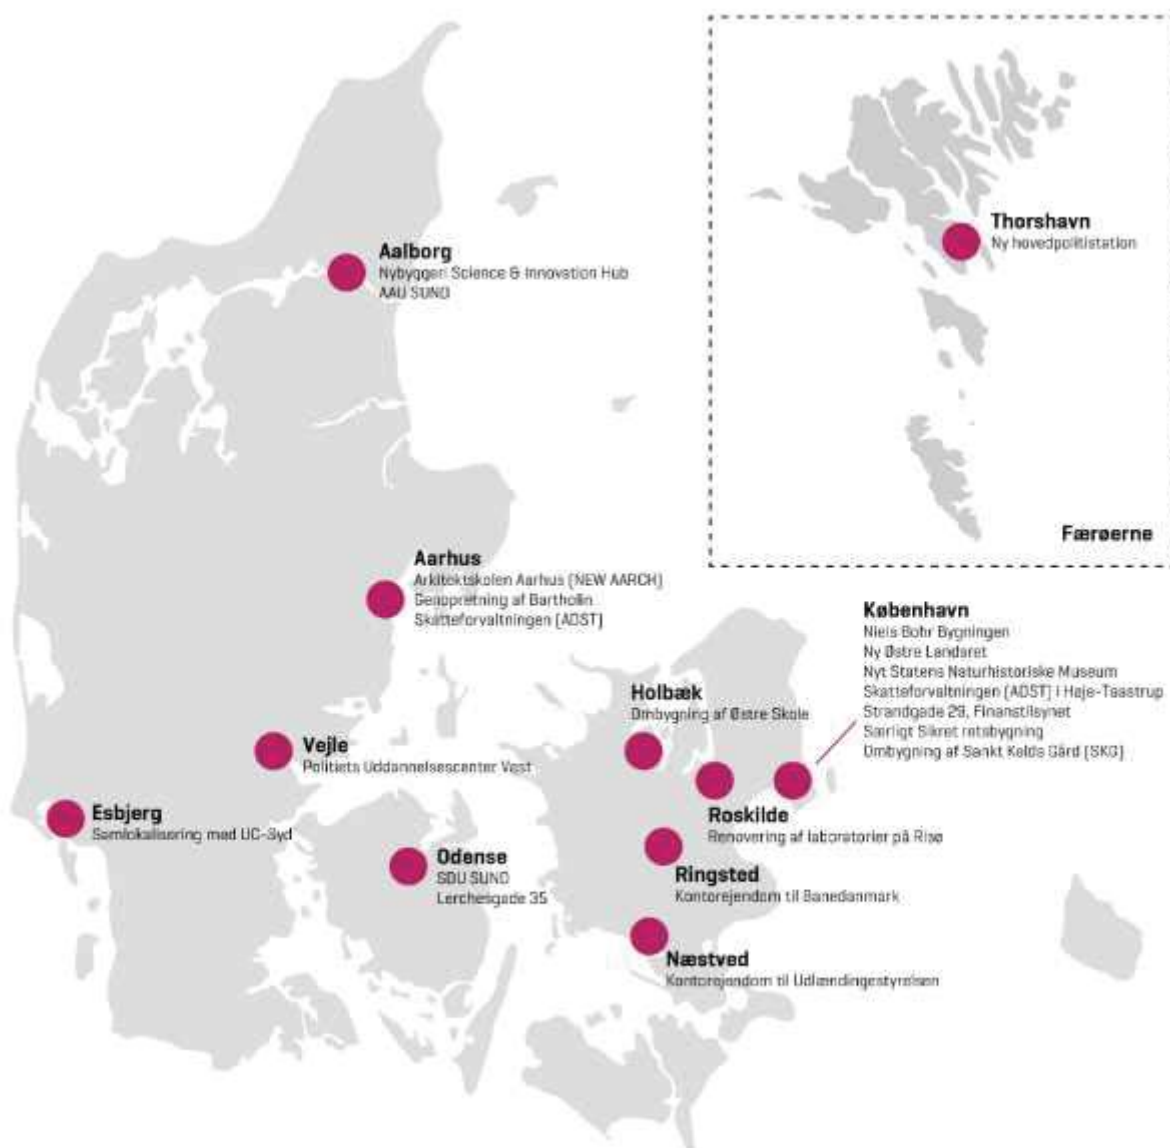 Thorshavn
Ny hovedpolitistation
Aalborg
Nybyggeri Science & Innovation Hub
AAU SUND
Færøerne
Aarhus
Arkitektskolen Aarhus (NEW AARCH)
Genopretning af Bartholin
Skatteforvaltningen (ADST)
København
Niels Bohr Bygningen
Ny Østre Landsret
Nyt Statens Naturhistoriske Museum
Skatteforvaltningen (ADST) i Høje-Taastrup
Strandgade 29, Finanstilsynet
Særligt Sikret retsbygning
Ombygning af Sankt Kelds Gård (SKG)
Holbæk
Ombygning af Østre Skole
Vejle
Politiets Uddannelsescenter Vest
Esbjerg
Samlokalisering med UC-Syd
Roskilde
Renovering af laboratorier på Risø
Odense
SDU SUND
Lerchesgade 35
Ringsted
Kontorejendom til Banedanmark
Næstved
Kontorejendom til Udlændingestyrelsen